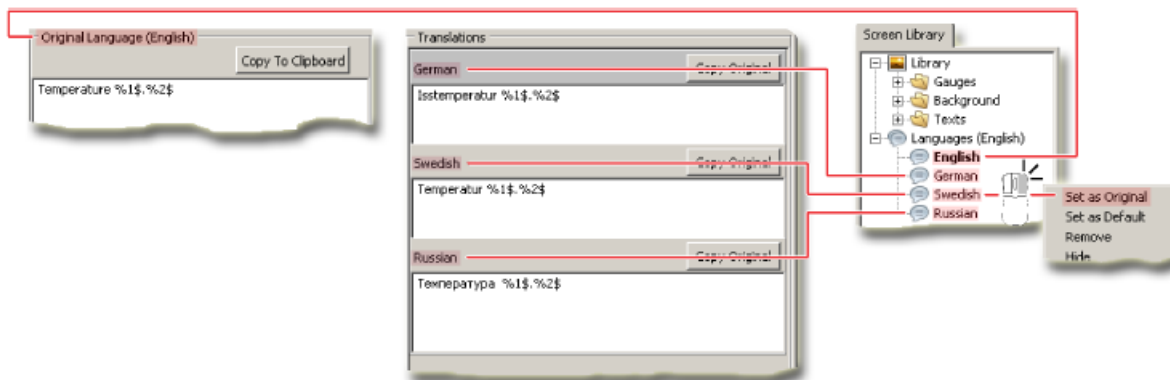 Original Language (English)
Copy To Clipboard
Temperature %1$.%2$
Translations
German
Copy Original
Isstemperatur %1$.%2$
Swedish
Copy Original
Temperatur %1$.%2$
Russian
Copy Original
Температура %1$.%2$
Screen Library
Library
Gauges
Background
Texts
Languages (English)
English
German
Swedish
Russian
Set as Original
Set as Default
Remove
Hide